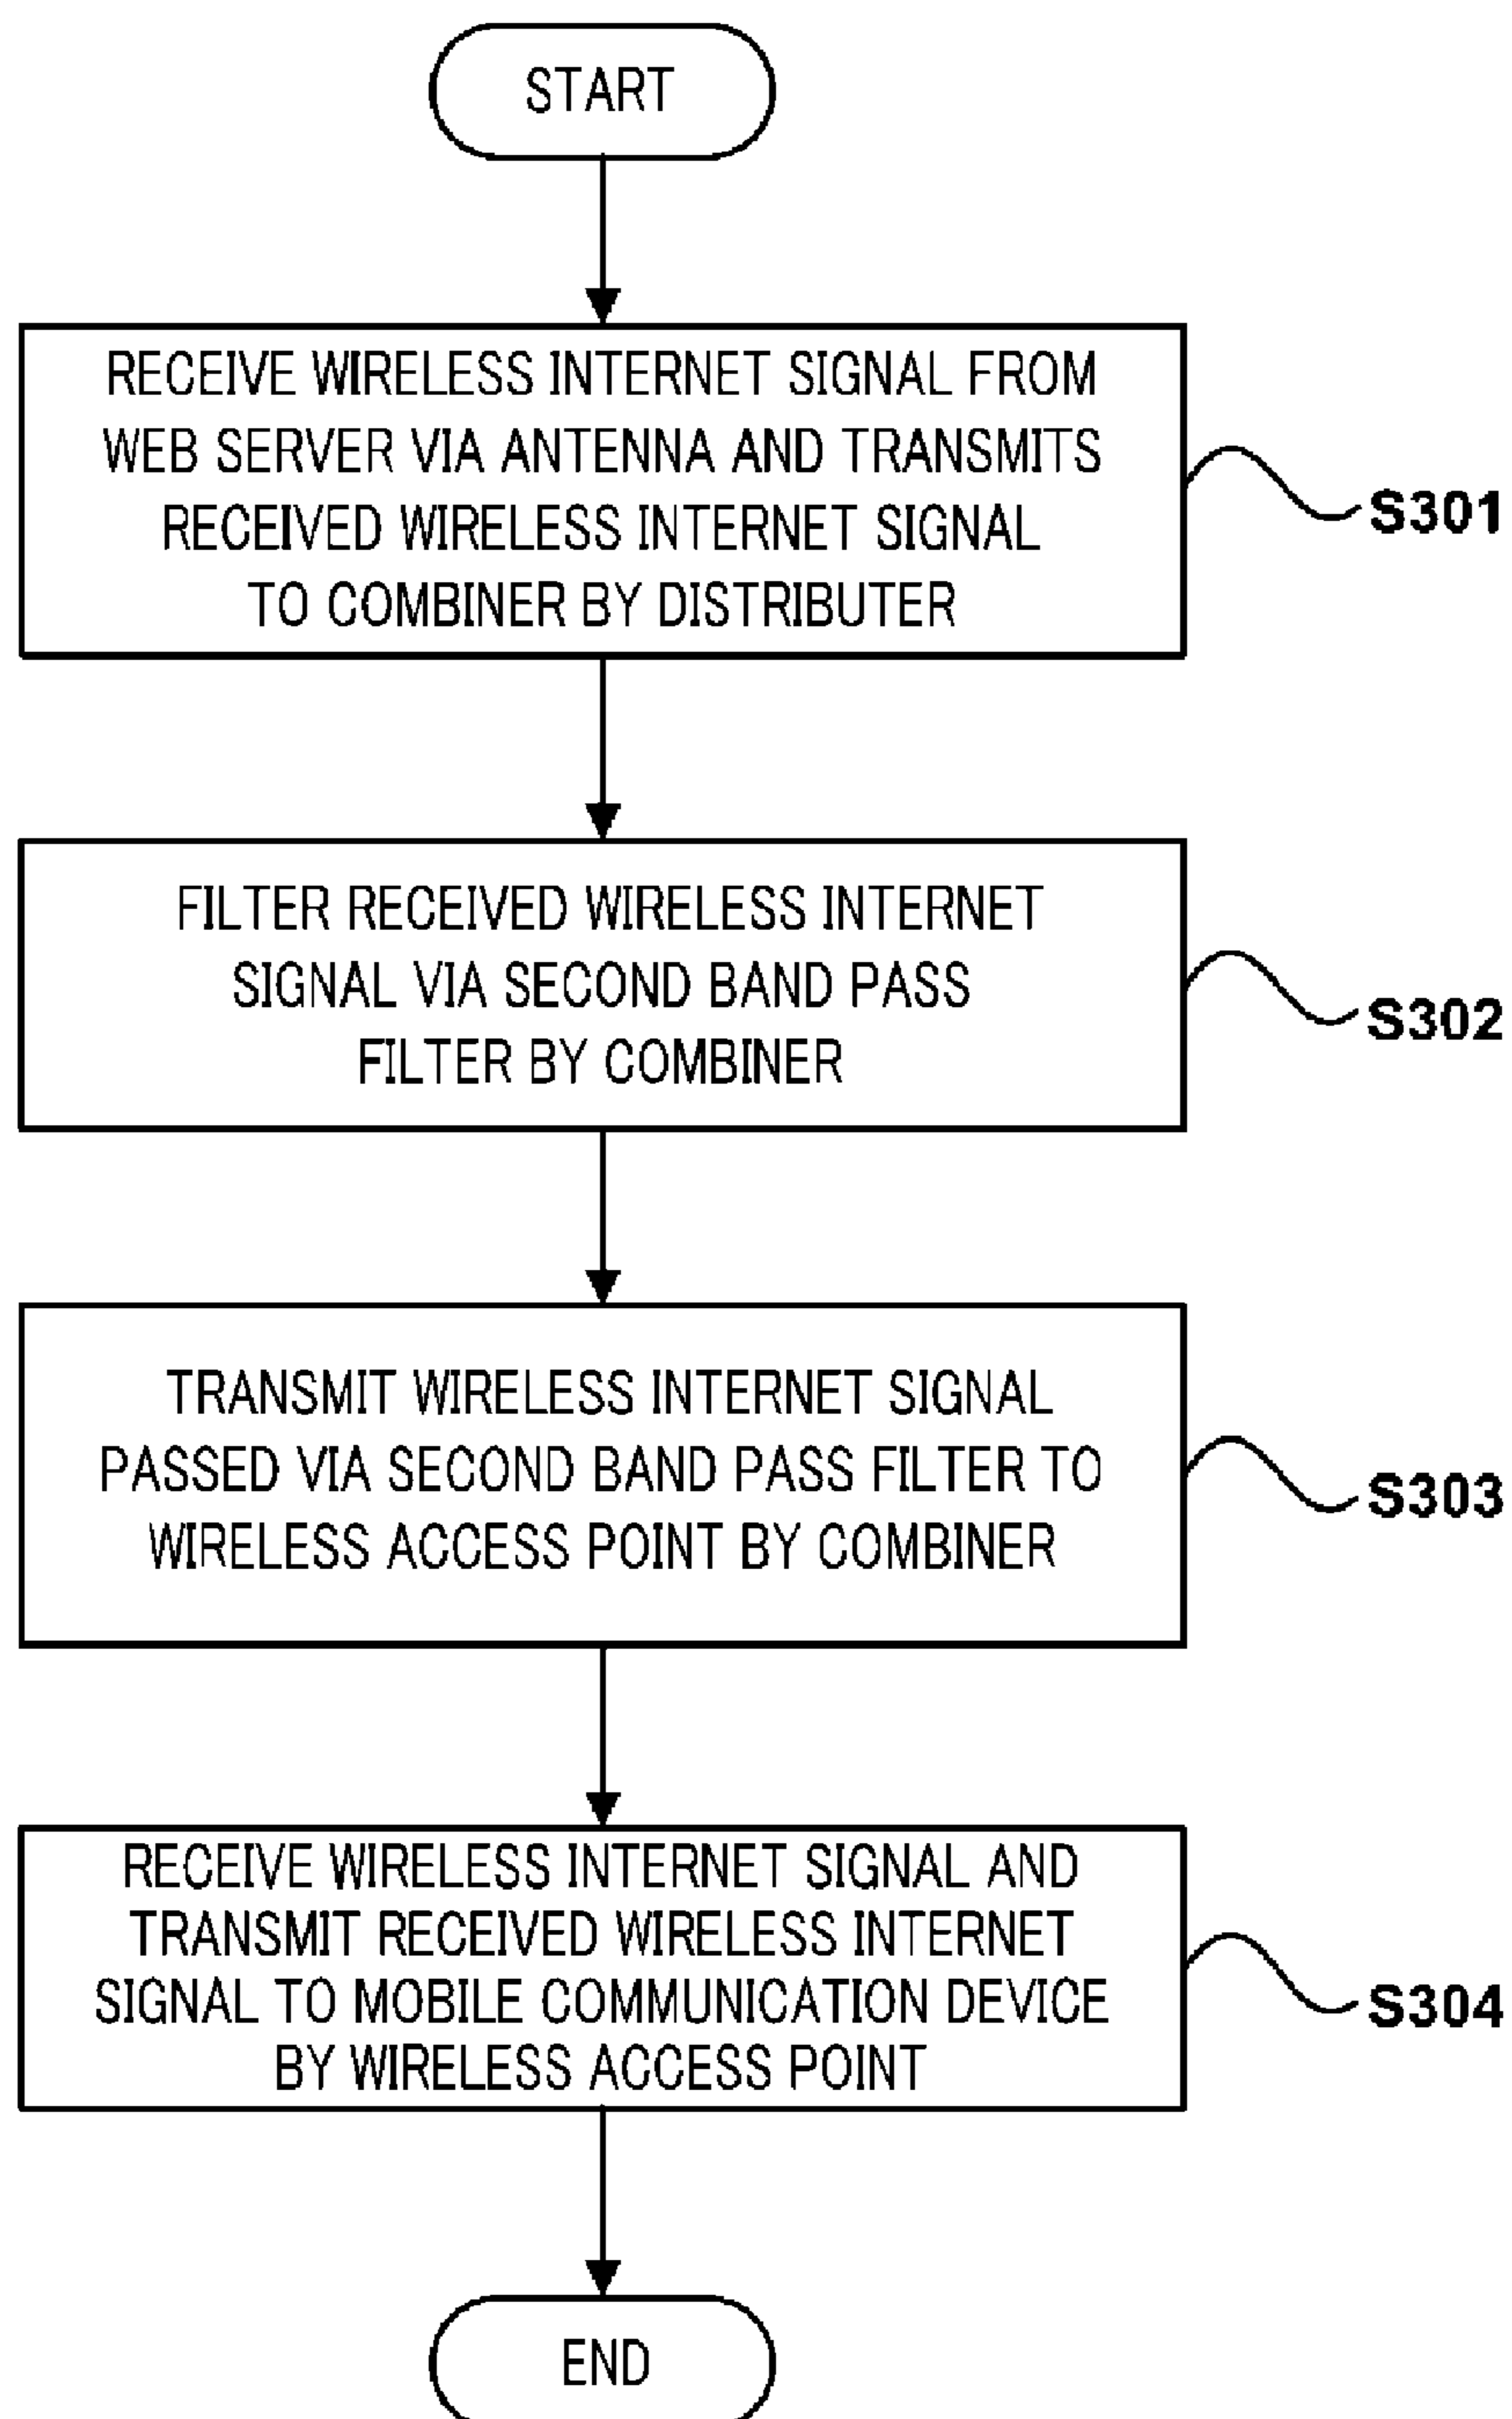 START
RECEIVE WIRELESS INTERNET SIGNAL FROM
WEB SERVER VIA ANTENNA AND TRANSMITS
RECEIVED WIRELESS INTERNET SIGNAL
TO COMBINER BY DISTRIBUTER
S301
FILTER RECEIVED WIRELESS INTERNET
SIGNAL VIA SECOND BAND PASS
FILTER BY COMBINER
S302
TRANSMIT WIRELESS INTERNET SIGNAL
PASSED VIA SECOND BAND PASS FILTER TO
WIRELESS ACCESS POINT BY COMBINER
S303
RECEIVE WIRELESS INTERNET SIGNAL AND
TRANSMIT RECEIVED WIRELESS INTERNET
SIGNAL TO MOBILE COMMUNICATION DEVICE
BY WIRELESS ACCESS POINT
S304
END